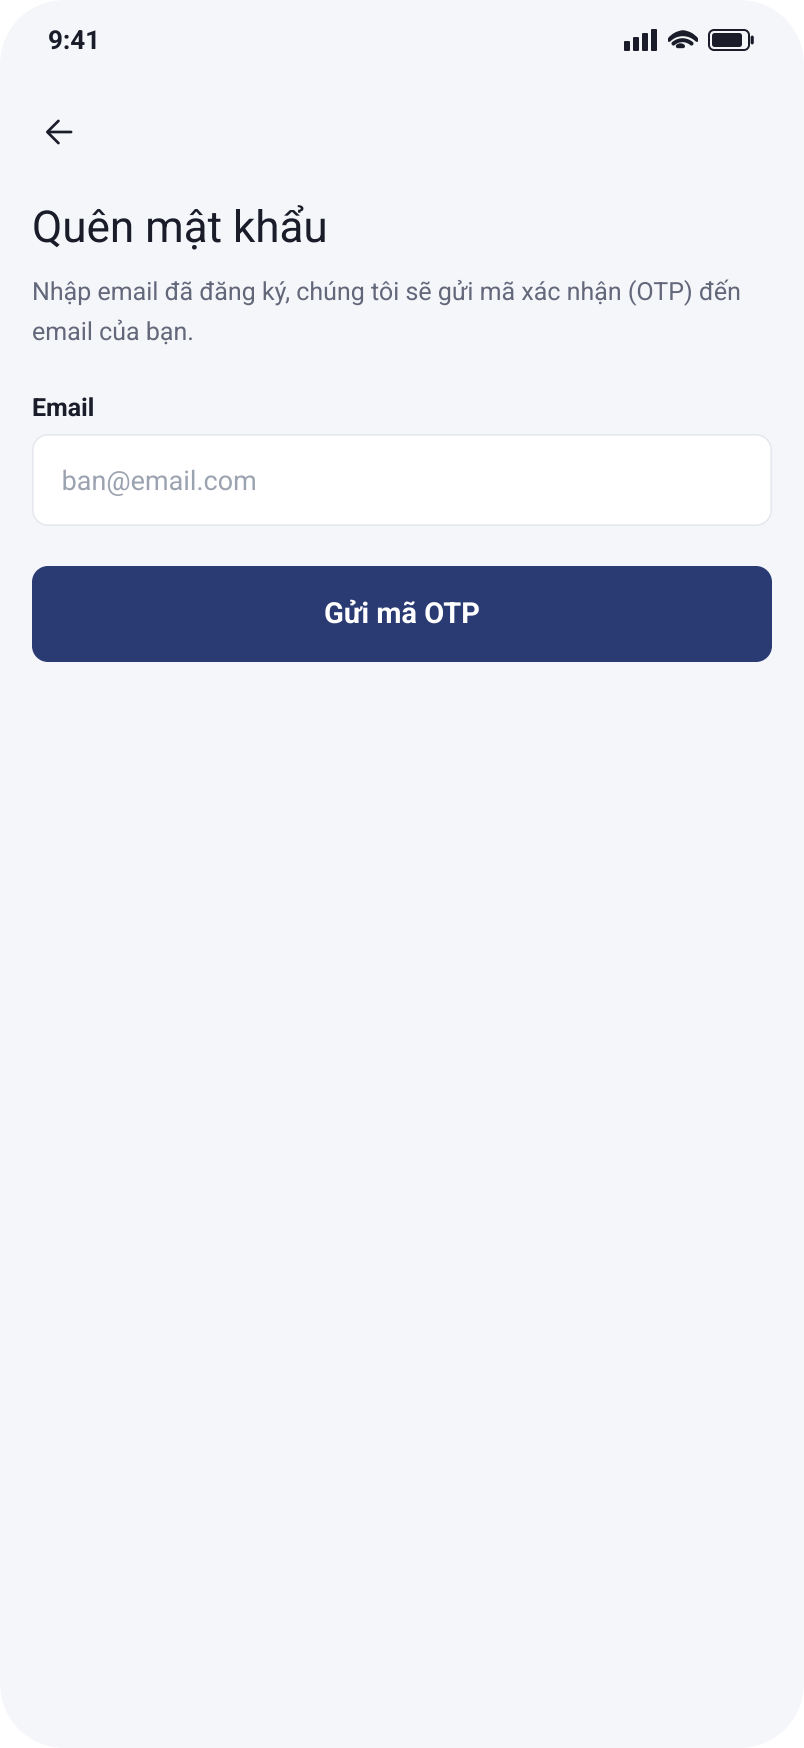 9:41
Quên mật khẩu
Nhập email đã đăng ký, chúng tôi sẽ gửi mã xác nhận (OTP) đến
email của bạn.
Email
ban@email.com
Gửi mã OTP